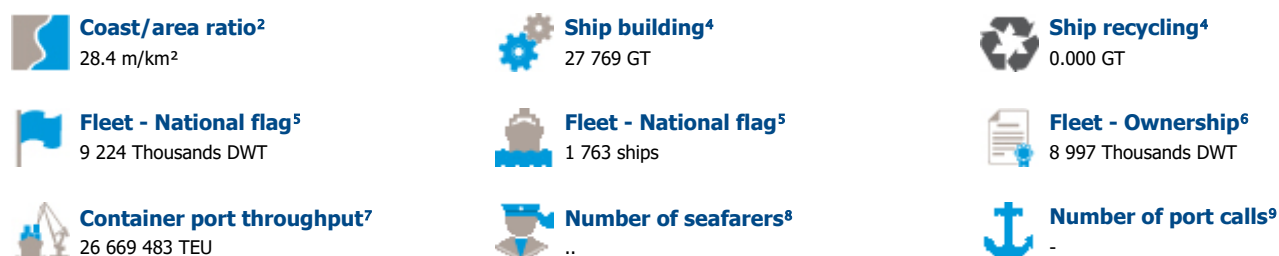 Coast/area ratio²
28.4 m/km²
Ship building⁴
27 769 GT
Ship recycling⁴
0.000 GT
Fleet - National flag⁵
9 224 Thousands DWT
Fleet - National flag⁵
1 763 ships
Fleet - Ownership⁶
8 997 Thousands DWT
Container port throughput⁷
26 669 483 TEU
Number of seafarers⁸
..
Number of port calls⁹
-